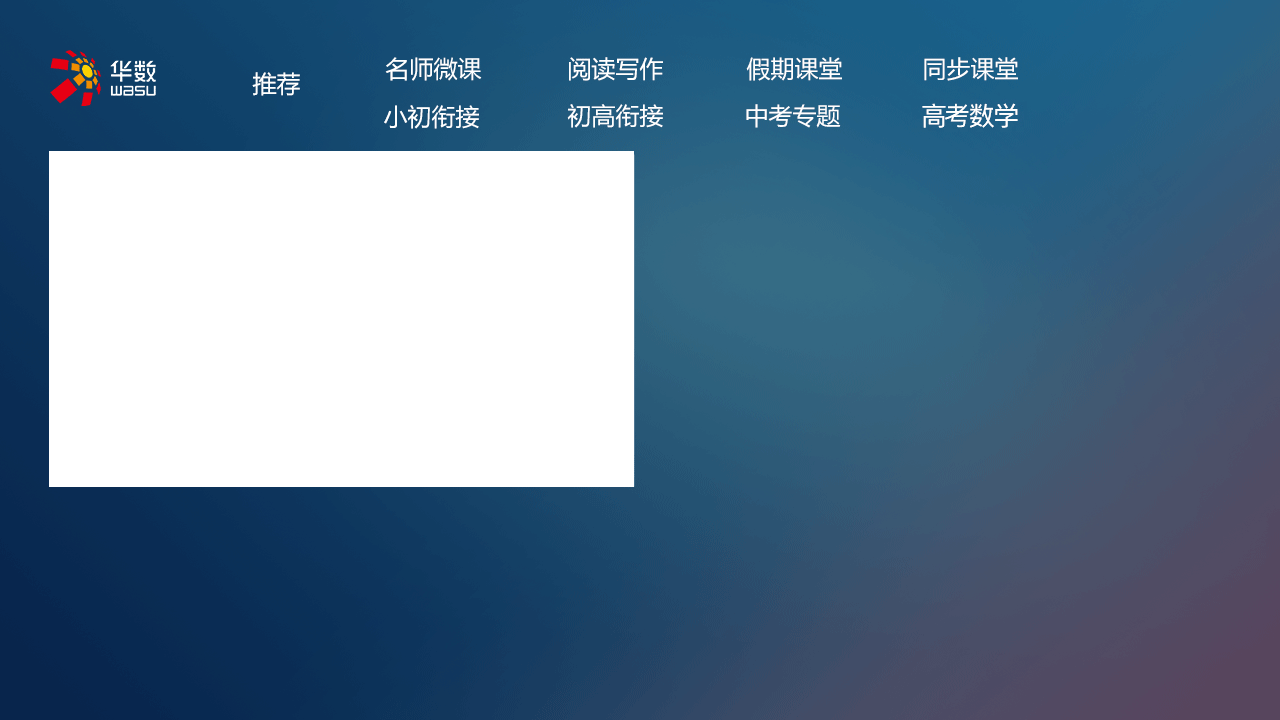 华数
wasu
推荐
名师微课 阅读写作 假期课堂 同步课堂
小初衔接 初高衔接 中考专题 高考数学